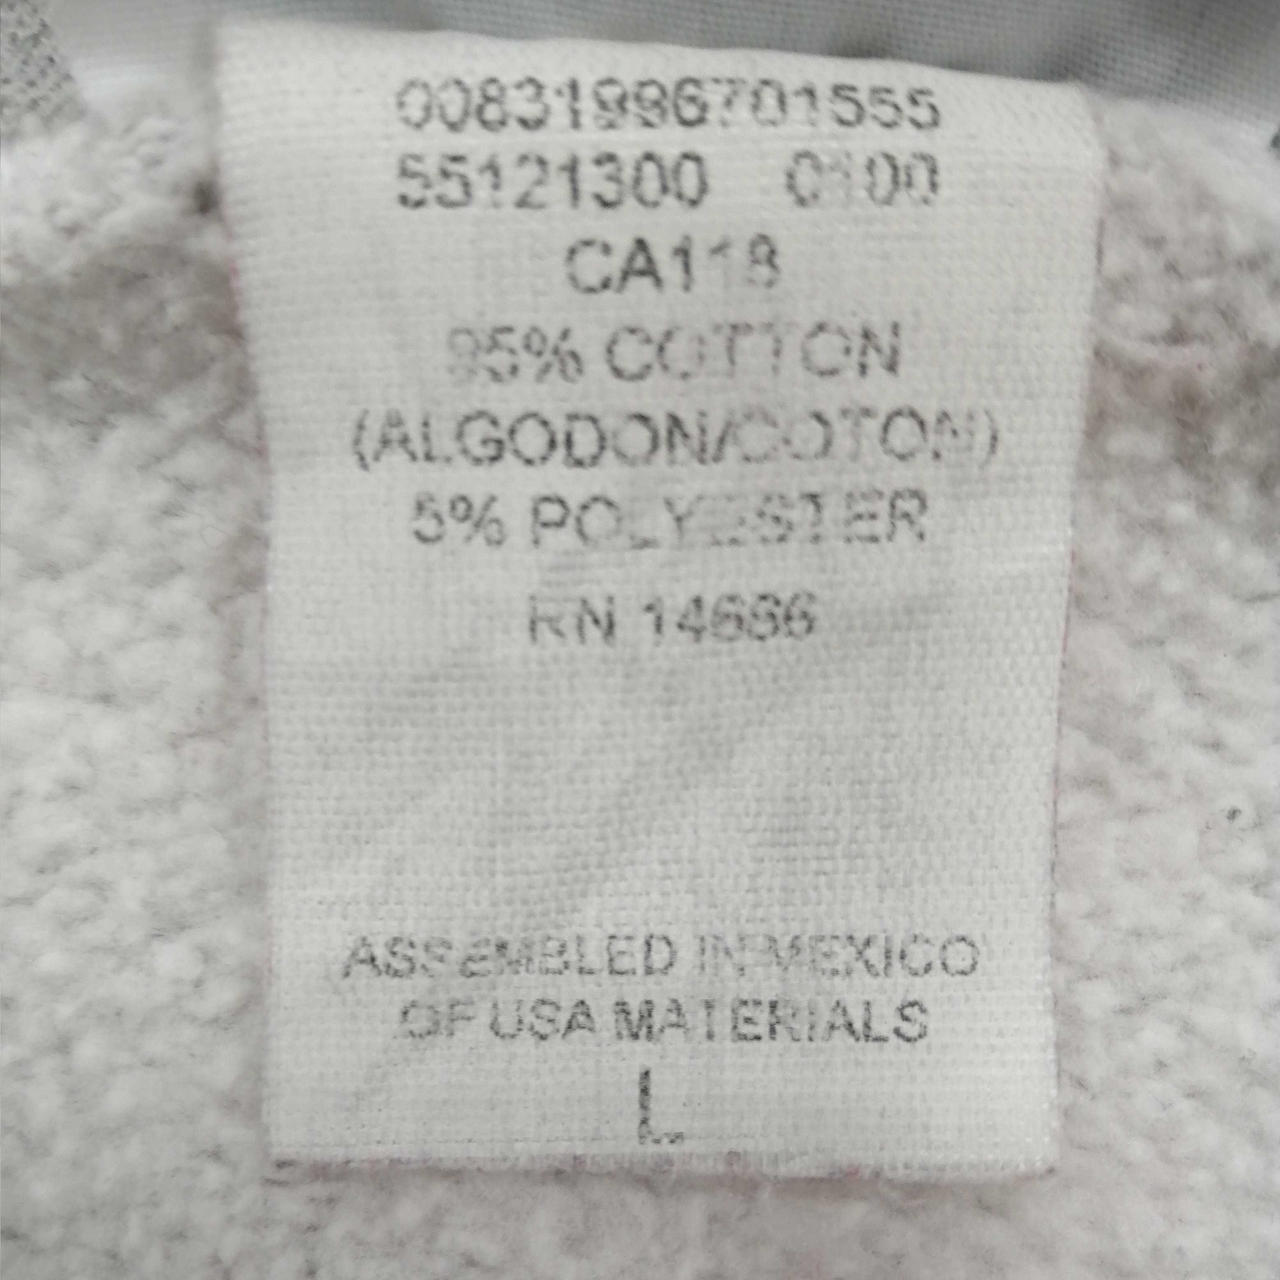 00831996701555
55121300 0100
CA118
95% COTTON
(ALGODON/COTON)
5% POLYESTER
RN 14666
ASSEMBLED IN MEXICO
OF USA MATERIALS
L